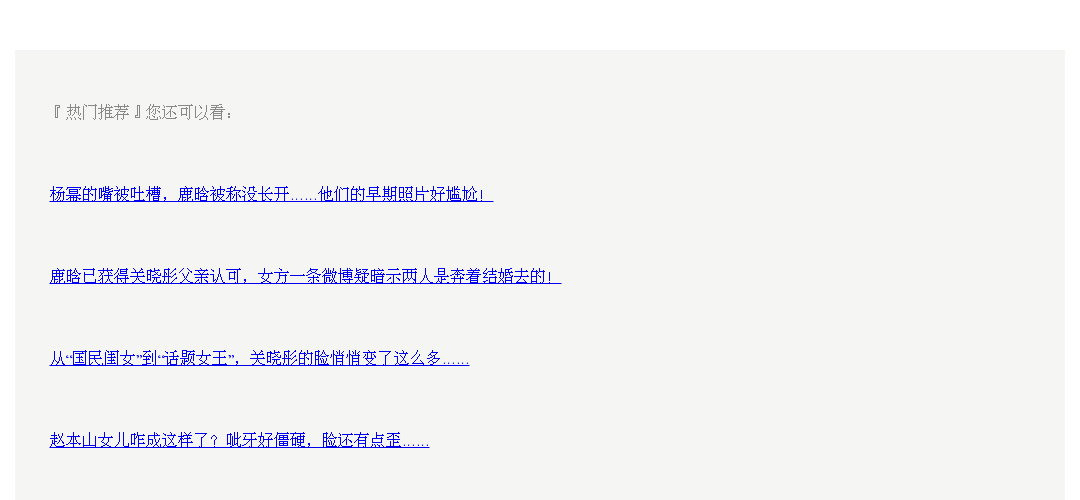 『热门推荐』您还可以看：
杨幂的嘴被吐槽，鹿晗被称没长开……他们的早期照片好尴尬！
鹿晗已获得关晓彤父亲认可，女方一条微博疑暗示两人是奔着结婚去的！
从“国民闺女”到“话题女王”，关晓彤的脸悄悄变了这么多……
赵本山女儿咋成这样了？呲牙好僵硬，脸还有点歪……